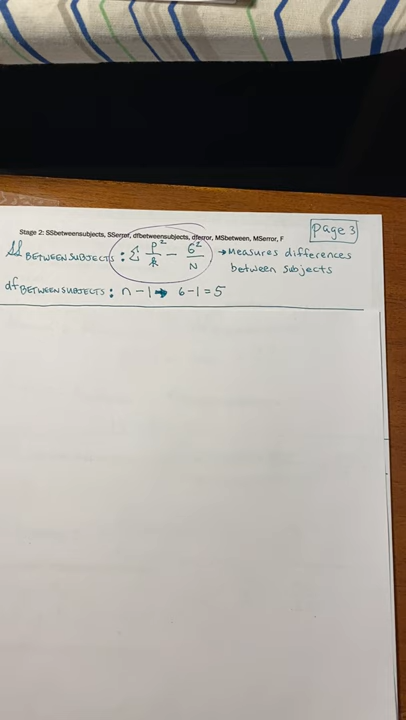 Page 3
Stage 2: SSbetweensubjects, SSerror, dfbetweensubjects, dferror, MSbetween, MSerror, F
SS BETWEEN SUBJECTS : Σ P²/k − G²/N → Measures differences
between subjects
df BETWEEN SUBJECTS : n − 1 → 6 − 1 = 5